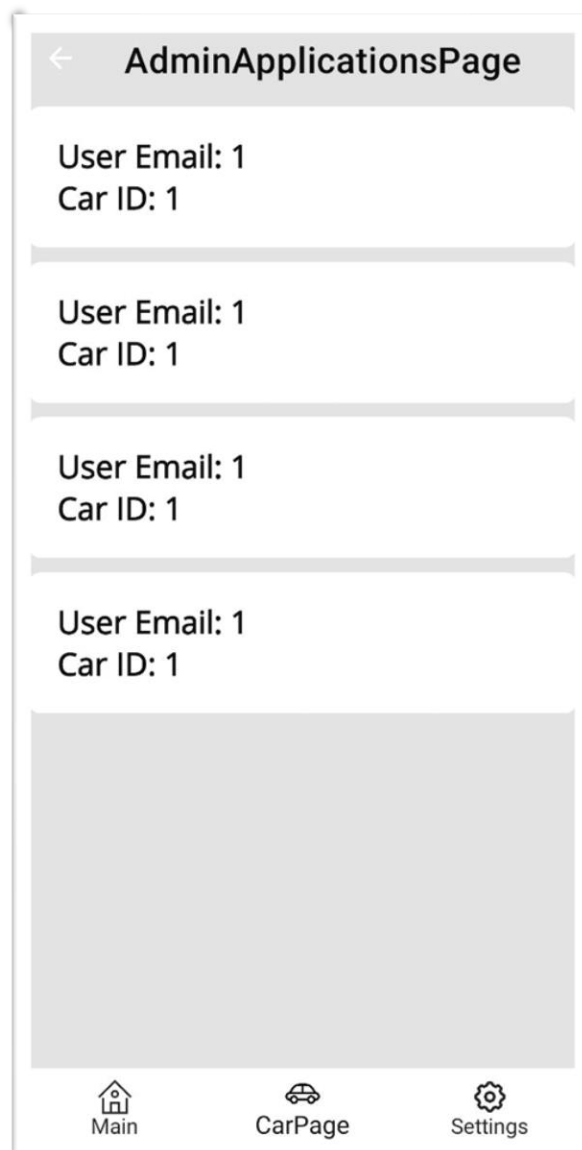 AdminApplicationsPage
User Email: 1
Car ID: 1
User Email: 1
Car ID: 1
User Email: 1
Car ID: 1
User Email: 1
Car ID: 1
Main
CarPage
Settings